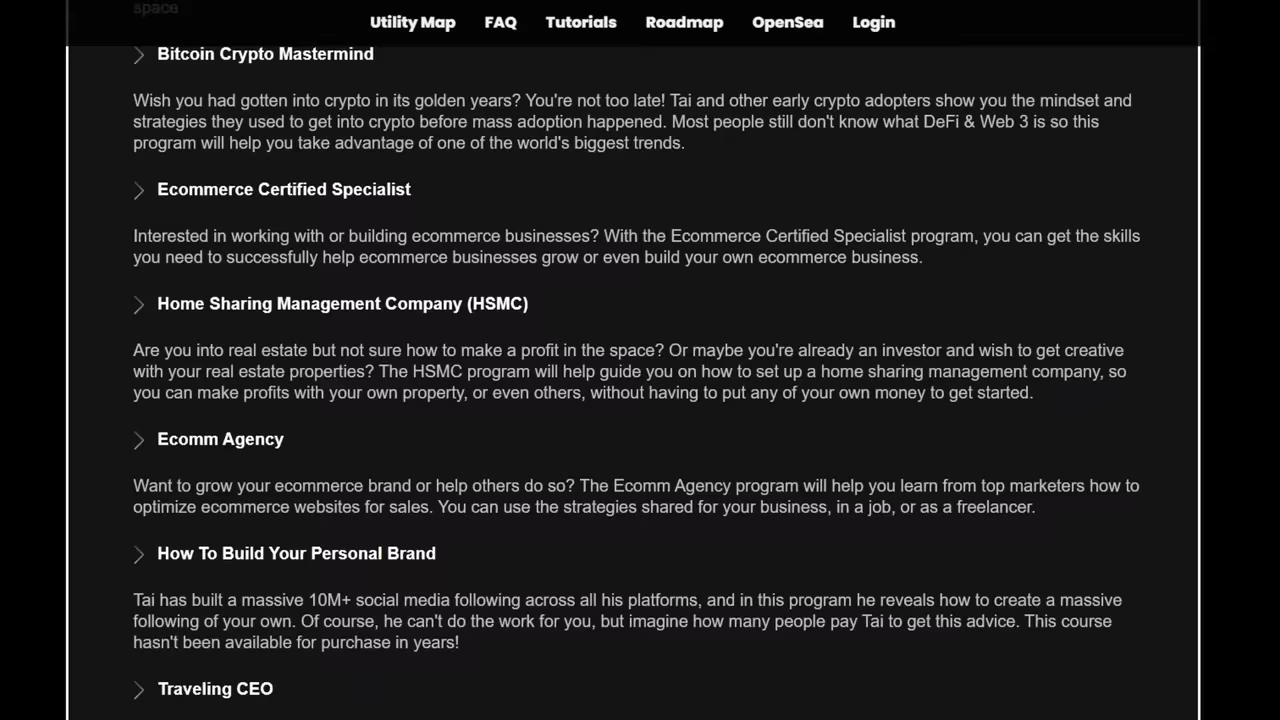 space
Utility Map FAQ Tutorials Roadmap OpenSea Login
Bitcoin Crypto Mastermind
Wish you had gotten into crypto in its golden years? You're not too late! Tai and other early crypto adopters show you the mindset and
strategies they used to get into crypto before mass adoption happened. Most people still don't know what DeFi & Web 3 is so this
program will help you take advantage of one of the world's biggest trends.
Ecommerce Certified Specialist
Interested in working with or building ecommerce businesses? With the Ecommerce Certified Specialist program, you can get the skills
you need to successfully help ecommerce businesses grow or even build your own ecommerce business.
Home Sharing Management Company (HSMC)
Are you into real estate but not sure how to make a profit in the space? Or maybe you're already an investor and wish to get creative
with your real estate properties? The HSMC program will help guide you on how to set up a home sharing management company, so
you can make profits with your own property, or even others, without having to put any of your own money to get started.
Ecomm Agency
Want to grow your ecommerce brand or help others do so? The Ecomm Agency program will help you learn from top marketers how to
optimize ecommerce websites for sales. You can use the strategies shared for your business, in a job, or as a freelancer.
How To Build Your Personal Brand
Tai has built a massive 10M+ social media following across all his platforms, and in this program he reveals how to create a massive
following of your own. Of course, he can't do the work for you, but imagine how many people pay Tai to get this advice. This course
hasn't been available for purchase in years!
Traveling CEO